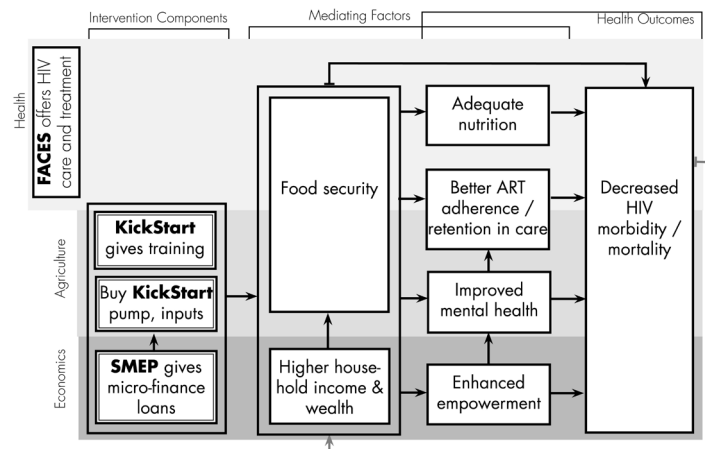 Intervention Components
Mediating Factors
Health Outcomes
Health
FACES offers HIV
care and treatment
Adequate
nutrition
Food security
Better ART
adherence /
retention in care
Decreased
HIV
morbidity /
mortality
Agriculture
KickStart
gives training
Buy KickStart
pump, inputs
Improved
mental health
Economics
SMEP gives
micro-finance
loans
Higher house-
hold income &
wealth
Enhanced
empowerment